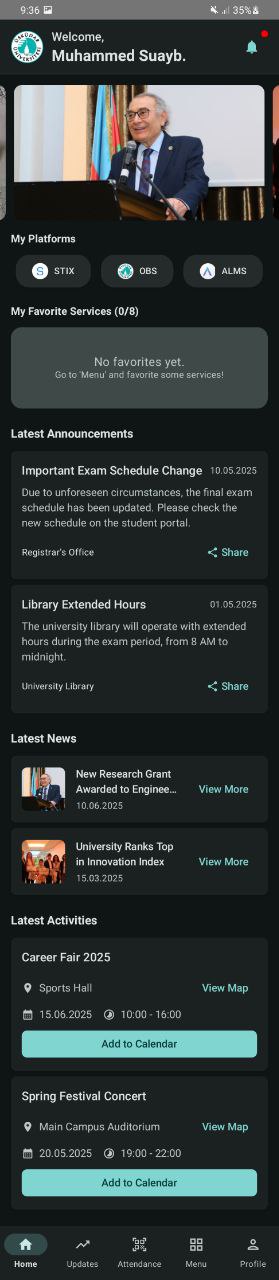 9:36
35%
Welcome,
Muhammed Suayb.
My Platforms
STIX
OBS
ALMS
My Favorite Services (0/8)
No favorites yet.
Go to 'Menu' and favorite some services!
Latest Announcements
Important Exam Schedule Change 10.05.2025
Due to unforeseen circumstances, the final exam
schedule has been updated. Please check the
new schedule on the student portal.
Registrar's Office Share
Library Extended Hours 01.05.2025
The university library will operate with extended
hours during the exam period, from 8 AM to
midnight.
University Library Share
Latest News
New Research Grant
Awarded to Enginee...
View More
10.06.2025
University Ranks Top
in Innovation Index
View More
15.03.2025
Latest Activities
Career Fair 2025
Sports Hall View Map
15.06.2025 10:00 - 16:00
Add to Calendar
Spring Festival Concert
Main Campus Auditorium View Map
20.05.2025 19:00 - 22:00
Add to Calendar
Home Updates Attendance Menu Profile